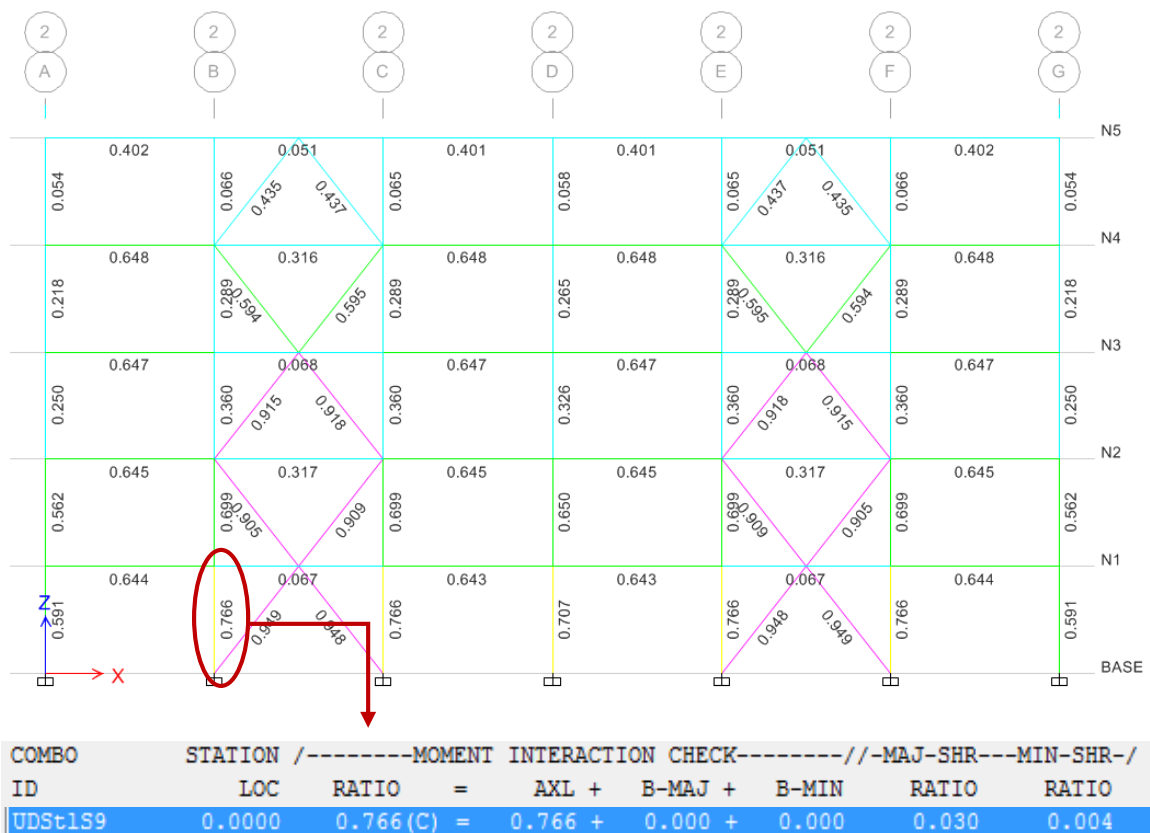 2 2 2 2 2 2 2
A B C D E F G
N5
0.402 0.051 0.401 0.401 0.051 0.402
0.054 0.066 0.435 0.437 0.065 0.058 0.065 0.437 0.435 0.066 0.054
N4
0.648 0.316 0.648 0.648 0.316 0.648
0.218 0.289 0.594 0.595 0.289 0.265 0.289 0.595 0.594 0.289 0.218
N3
0.647 0.068 0.647 0.647 0.068 0.647
0.250 0.360 0.915 0.918 0.360 0.326 0.360 0.918 0.915 0.360 0.250
N2
0.645 0.317 0.645 0.645 0.317 0.645
0.562 0.699 0.905 0.909 0.699 0.650 0.699 0.909 0.905 0.699 0.562
N1
0.644 0.067 0.643 0.643 0.067 0.644
Z 0.591 0.766 0.949 0.948 0.766 0.707 0.766 0.948 0.949 0.766 0.591
BASE
X
COMBO STATION /--------MOMENT INTERACTION CHECK--------//-MAJ-SHR---MIN-SHR-/
ID LOC RATIO = AXL + B-MAJ + B-MIN RATIO RATIO
UDStlS9 0.0000 0.766(C) = 0.766 + 0.000 + 0.000 0.030 0.004